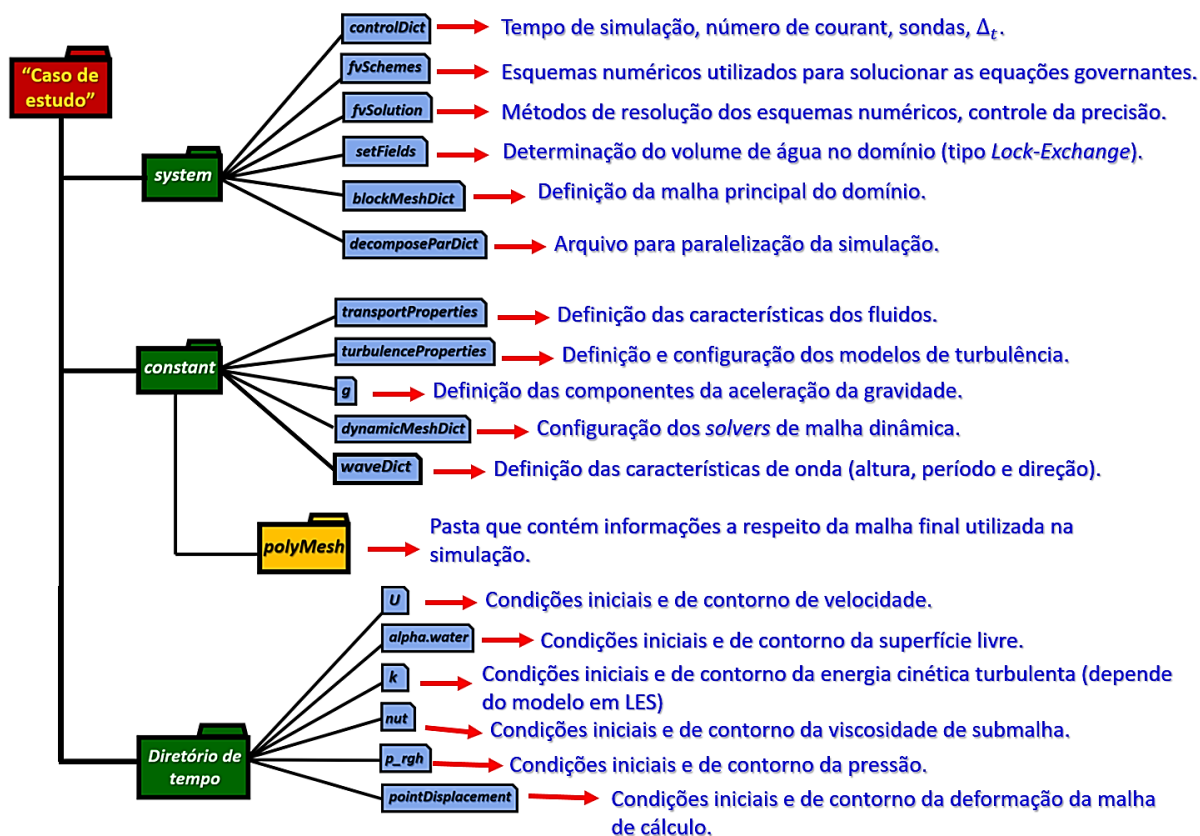 "Caso de
estudo"
system
controlDict
Tempo de simulação, número de courant, sondas, Δt.
fvSchemes
Esquemas numéricos utilizados para solucionar as equações governantes.
fvSolution
Métodos de resolução dos esquemas numéricos, controle da precisão.
setFields
Determinação do volume de água no domínio (tipo Lock-Exchange).
blockMeshDict
Definição da malha principal do domínio.
decomposeParDict
Arquivo para paralelização da simulação.
constant
transportProperties
Definição das características dos fluidos.
turbulenceProperties
Definição e configuração dos modelos de turbulência.
g
Definição das componentes da aceleração da gravidade.
dynamicMeshDict
Configuração dos solvers de malha dinâmica.
waveDict
Definição das características de onda (altura, período e direção).
polyMesh
Pasta que contém informações a respeito da malha final utilizada na
simulação.
Diretório de
tempo
U
Condições iniciais e de contorno de velocidade.
alpha.water
Condições iniciais e de contorno da superfície livre.
k
Condições iniciais e de contorno da energia cinética turbulenta (depende
do modelo em LES)
nut
Condições iniciais e de contorno da viscosidade de submalha.
p_rgh
Condições iniciais e de contorno da pressão.
pointDisplacement
Condições iniciais e de contorno da deformação da malha
de cálculo.